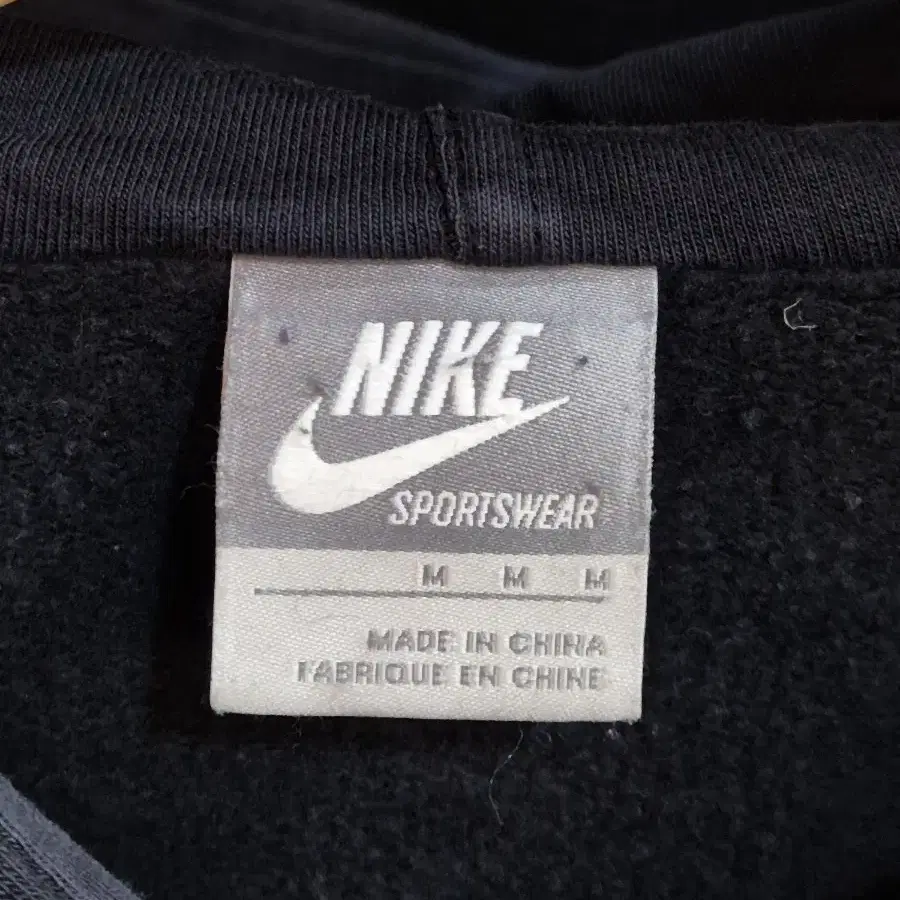 NIKE
SPORTSWEAR
M M M
MADE IN CHINA
FABRIQUE EN CHINE